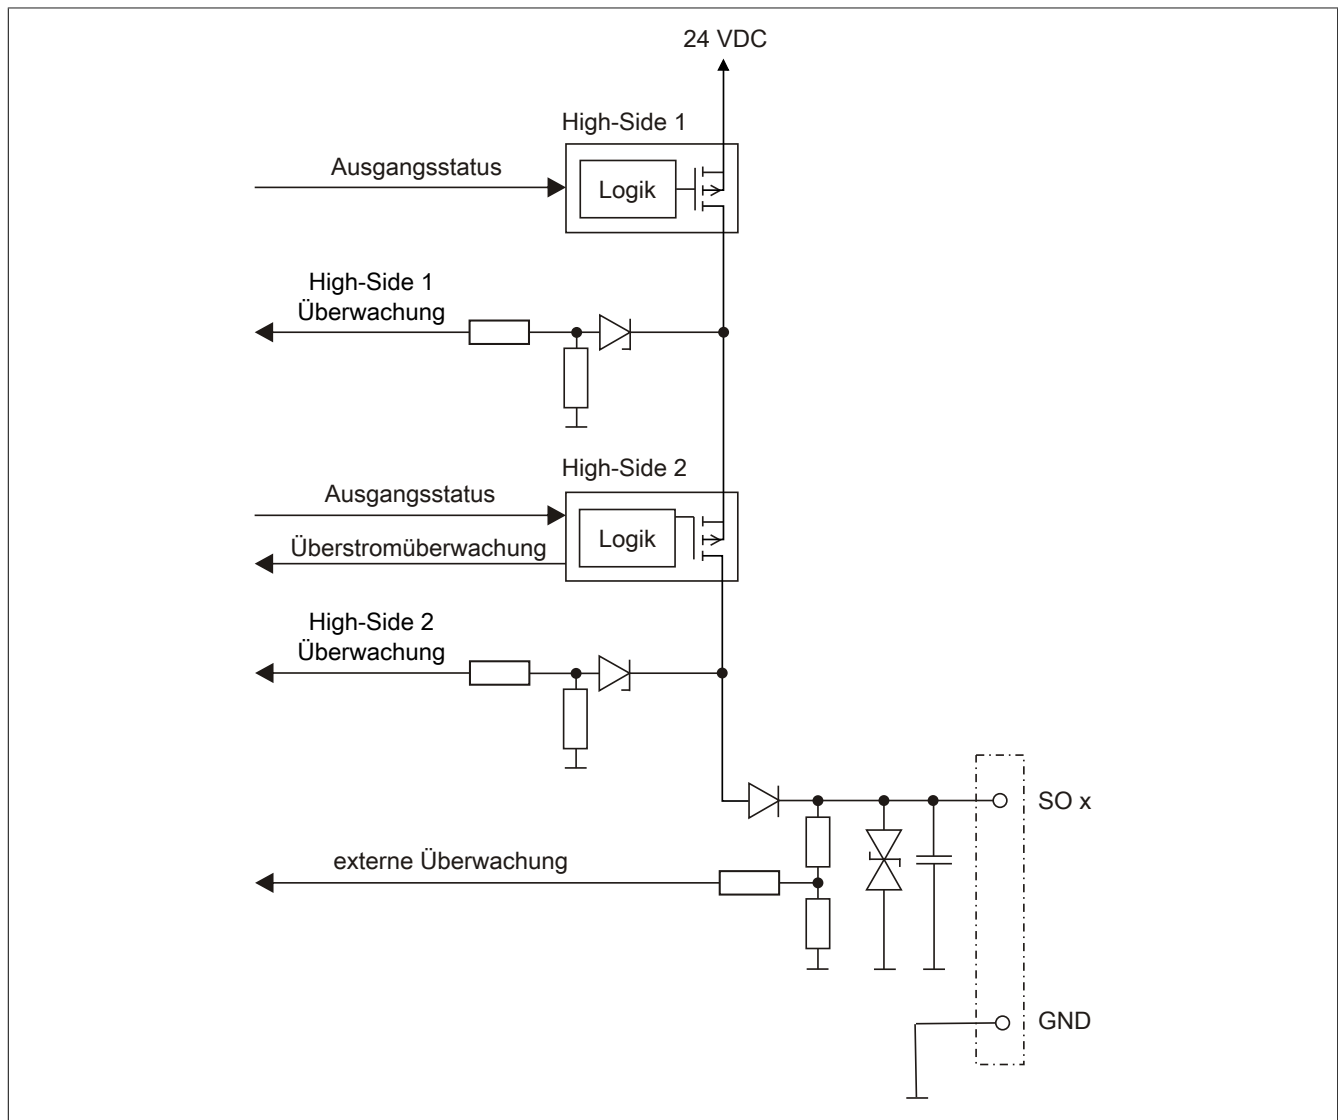 24 VDC
High-Side 1
Ausgangsstatus
Logik
High-Side 1
Überwachung
High-Side 2
Ausgangsstatus
Logik
Überstromüberwachung
High-Side 2
Überwachung
SO x
externe Überwachung
GND